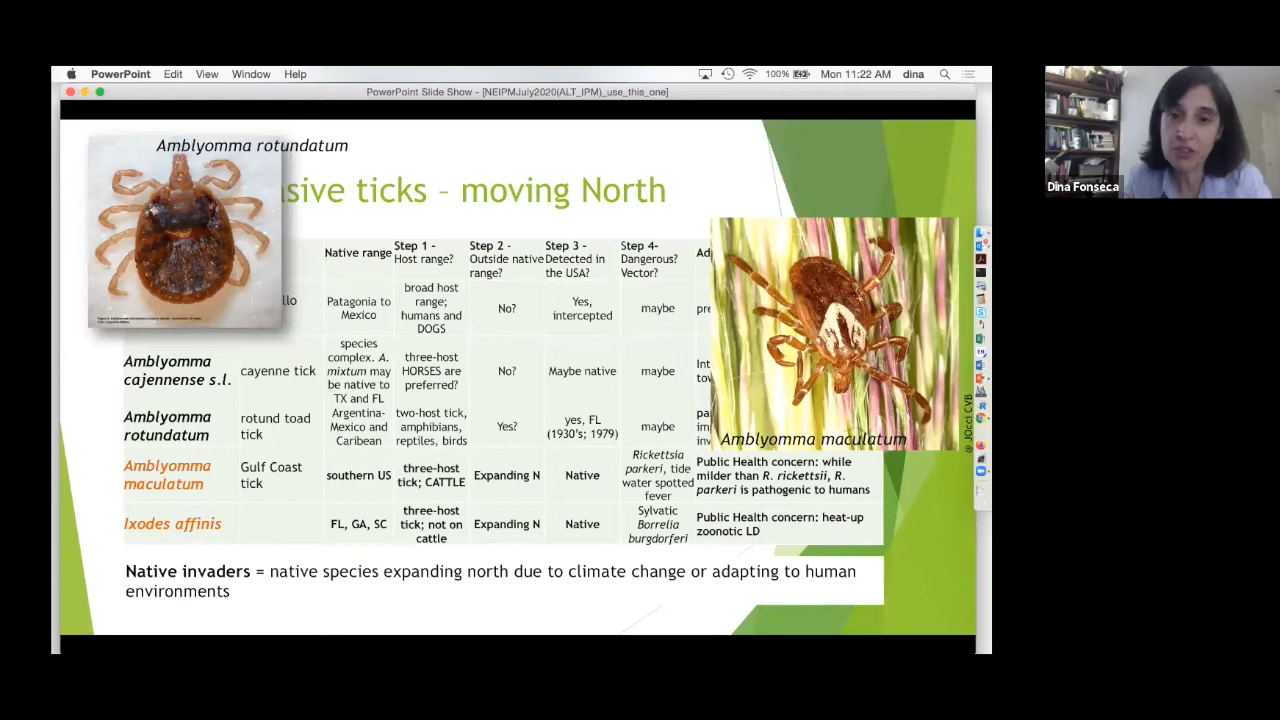 PowerPoint Edit View Window Help 100% Mon 11:22 AM dina
PowerPoint Slide Show - [NEIPMJuly2020(ALT_IPM)_use_this_one]
Amblyomma rotundatum
sive ticks – moving North
Native range
Step 1 –
Host range?
Step 2 –
Outside native
range?
Step 3 –
Detected in
the USA?
Step 4–
Dangerous?
Vector?
Patagonia to
Mexico
broad host
range;
humans and
DOGS
No?
Yes,
intercepted
maybe
Amblyomma
cajennense s.l.
cayenne tick
species
complex. A.
mixtum may
be native to
TX and FL
three-host
HORSES are
preferred?
No?
Maybe native
maybe
Amblyomma
rotundatum
rotund toad
tick
Argentina-
Mexico and
Caribean
two-host tick,
amphibians,
reptiles, birds
Yes?
yes, FL
(1930's; 1979)
maybe
Amblyomma
maculatum
Gulf Coast
tick
southern US
three-host
tick; CATTLE
Expanding N
Native
Rickettsia
parkeri, tide
water spotted
fever
Public Health concern: while
milder than R. rickettsii, R.
parkeri is pathogenic to humans
Ixodes affinis
FL, GA, SC
three-host
tick; not on
cattle
Expanding N
Native
Sylvatic
Borrelia
burgdorferi
Public Health concern: heat-up
zoonotic LD
Amblyomma maculatum
@ JOcci CVB
Native invaders = native species expanding north due to climate change or adapting to human
environments
Dina Fonseca